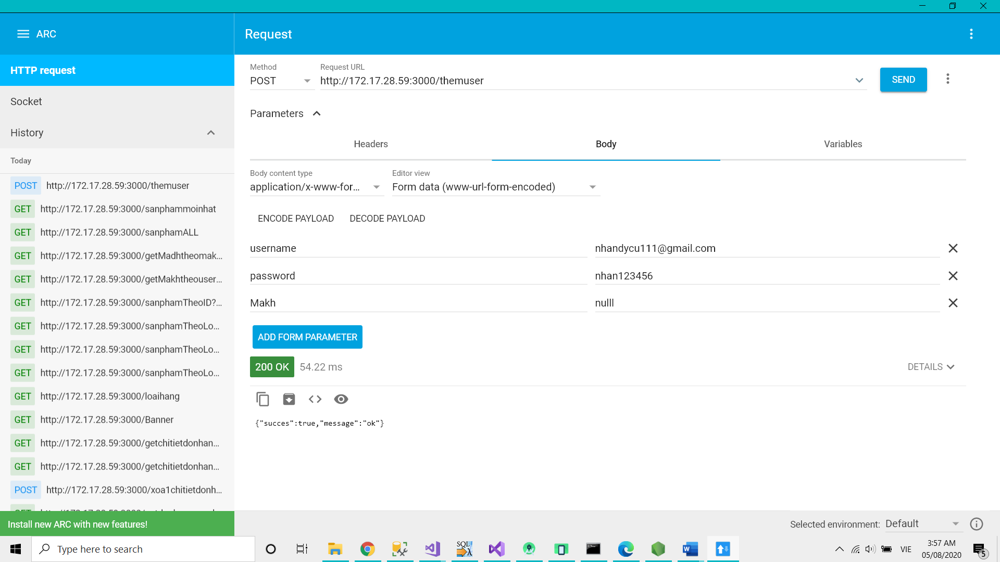 ARC
Request
HTTP request
Socket
History
Today
POST http://172.17.28.59:3000/themuser
GET http://172.17.28.59:3000/sanphammoinhat
GET http://172.17.28.59:3000/sanphamALL
GET http://172.17.28.59:3000/getMadhtheomak...
GET http://172.17.28.59:3000/getMakhtheouser...
GET http://172.17.28.59:3000/sanphamTheoID?...
GET http://172.17.28.59:3000/sanphamTheoLo...
GET http://172.17.28.59:3000/sanphamTheoLo...
GET http://172.17.28.59:3000/sanphamTheoLo...
GET http://172.17.28.59:3000/loaihang
GET http://172.17.28.59:3000/Banner
GET http://172.17.28.59:3000/getchitietdonhan...
GET http://172.17.28.59:3000/getchitietdonhan...
POST http://172.17.28.59:3000/xoa1chitietdonh...
Install new ARC with new features!
Method Request URL
POST http://172.17.28.59:3000/themuser SEND
Parameters
Headers Body Variables
Body content type Editor view
application/x-www-for... Form data (www-url-form-encoded)
ENCODE PAYLOAD DECODE PAYLOAD
username nhandycu111@gmail.com
password nhan123456
Makh nulll
ADD FORM PARAMETER
200 OK 54.22 ms DETAILS
{"succes":true,"message":"ok"}
Selected environment: Default
Type here to search
SQL
VIE
3:57 AM
05/08/2020
5